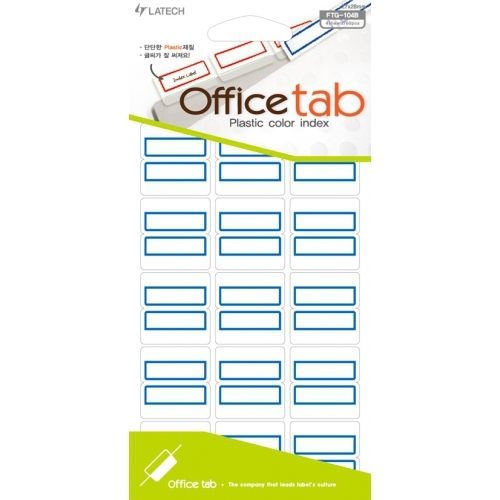 LATECH
27x28mm
FTG-104B
• 단단한 Plastic재질
• 글씨가 잘 써져요!
Index Label
Office tab
Plastic color index
Office tab • The company that leads label's culture